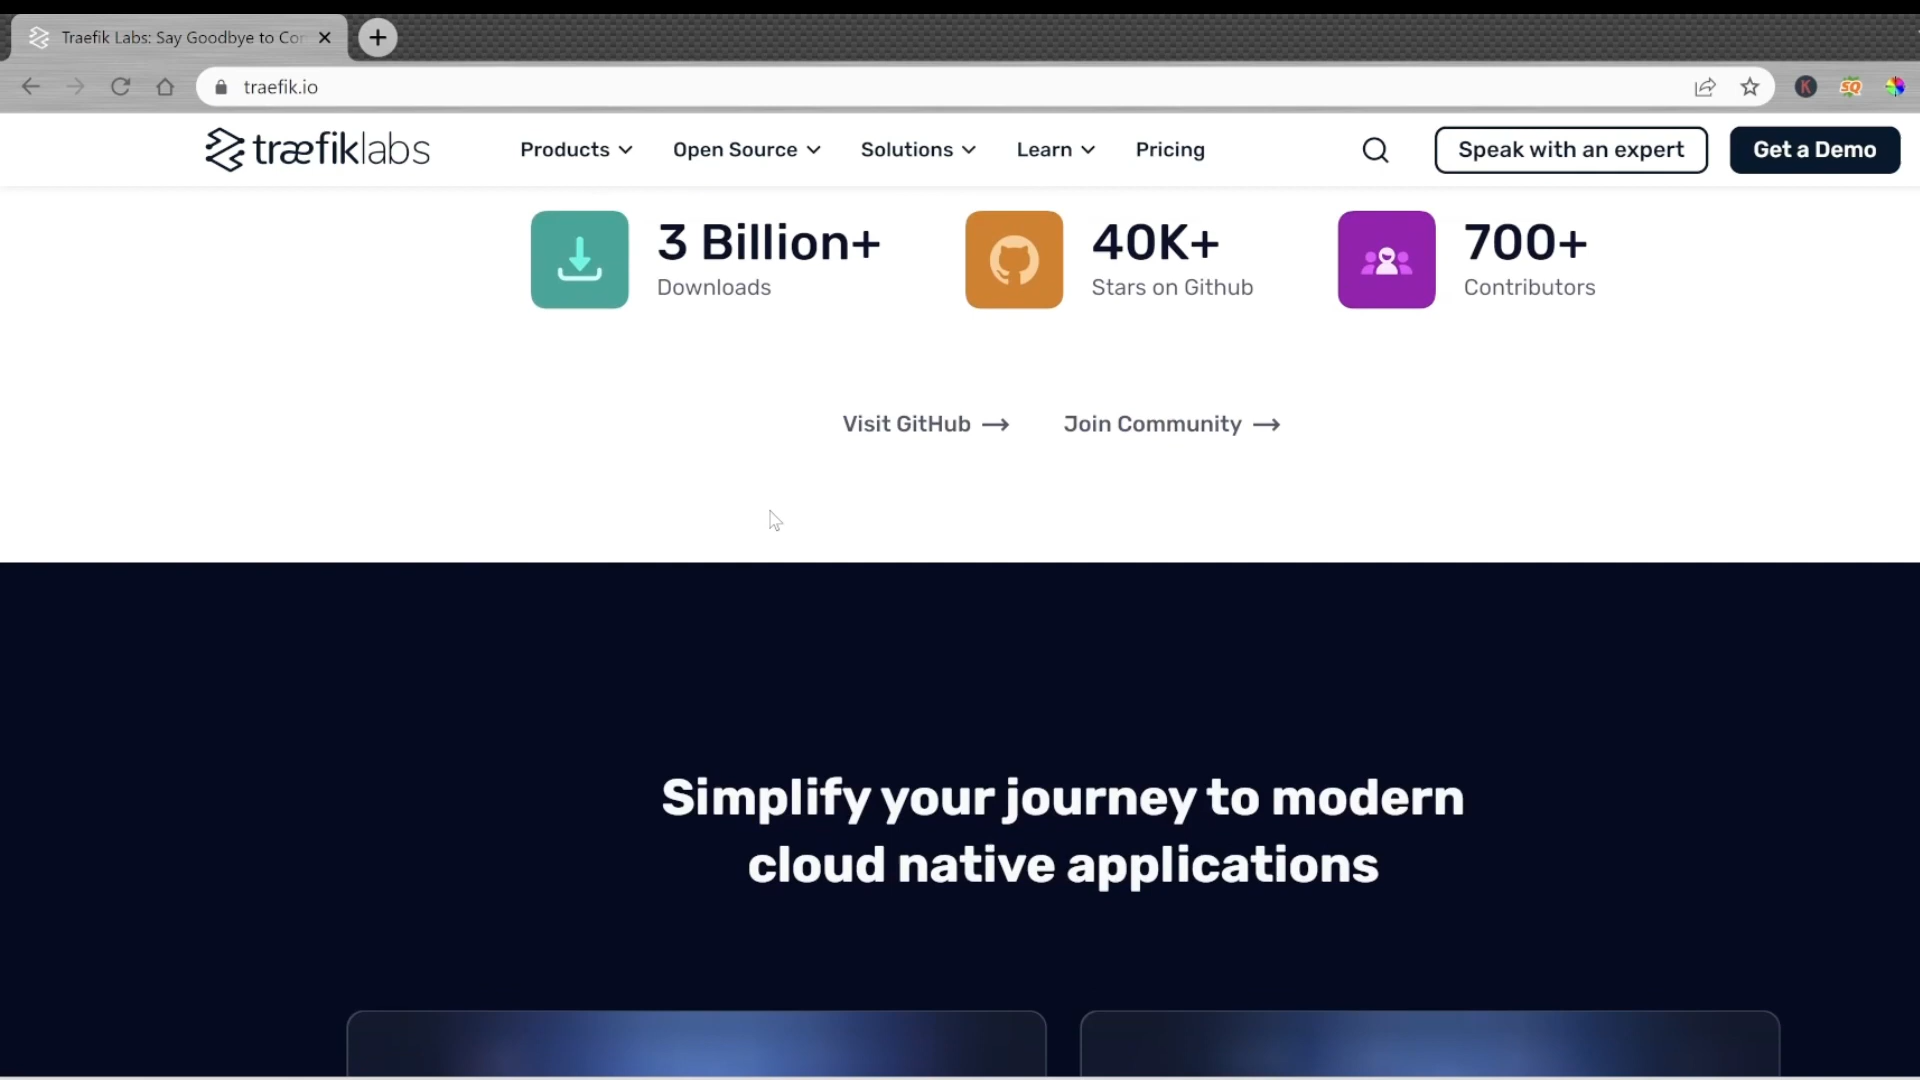 Traefik Labs: Say Goodbye to Con
traefik.io
træfiklabs
Products
Open Source
Solutions
Learn
Pricing
Speak with an expert
Get a Demo
3 Billion+
Downloads
40K+
Stars on Github
700+
Contributors
Visit GitHub →
Join Community →
Simplify your journey to modern
cloud native applications
K
SQ